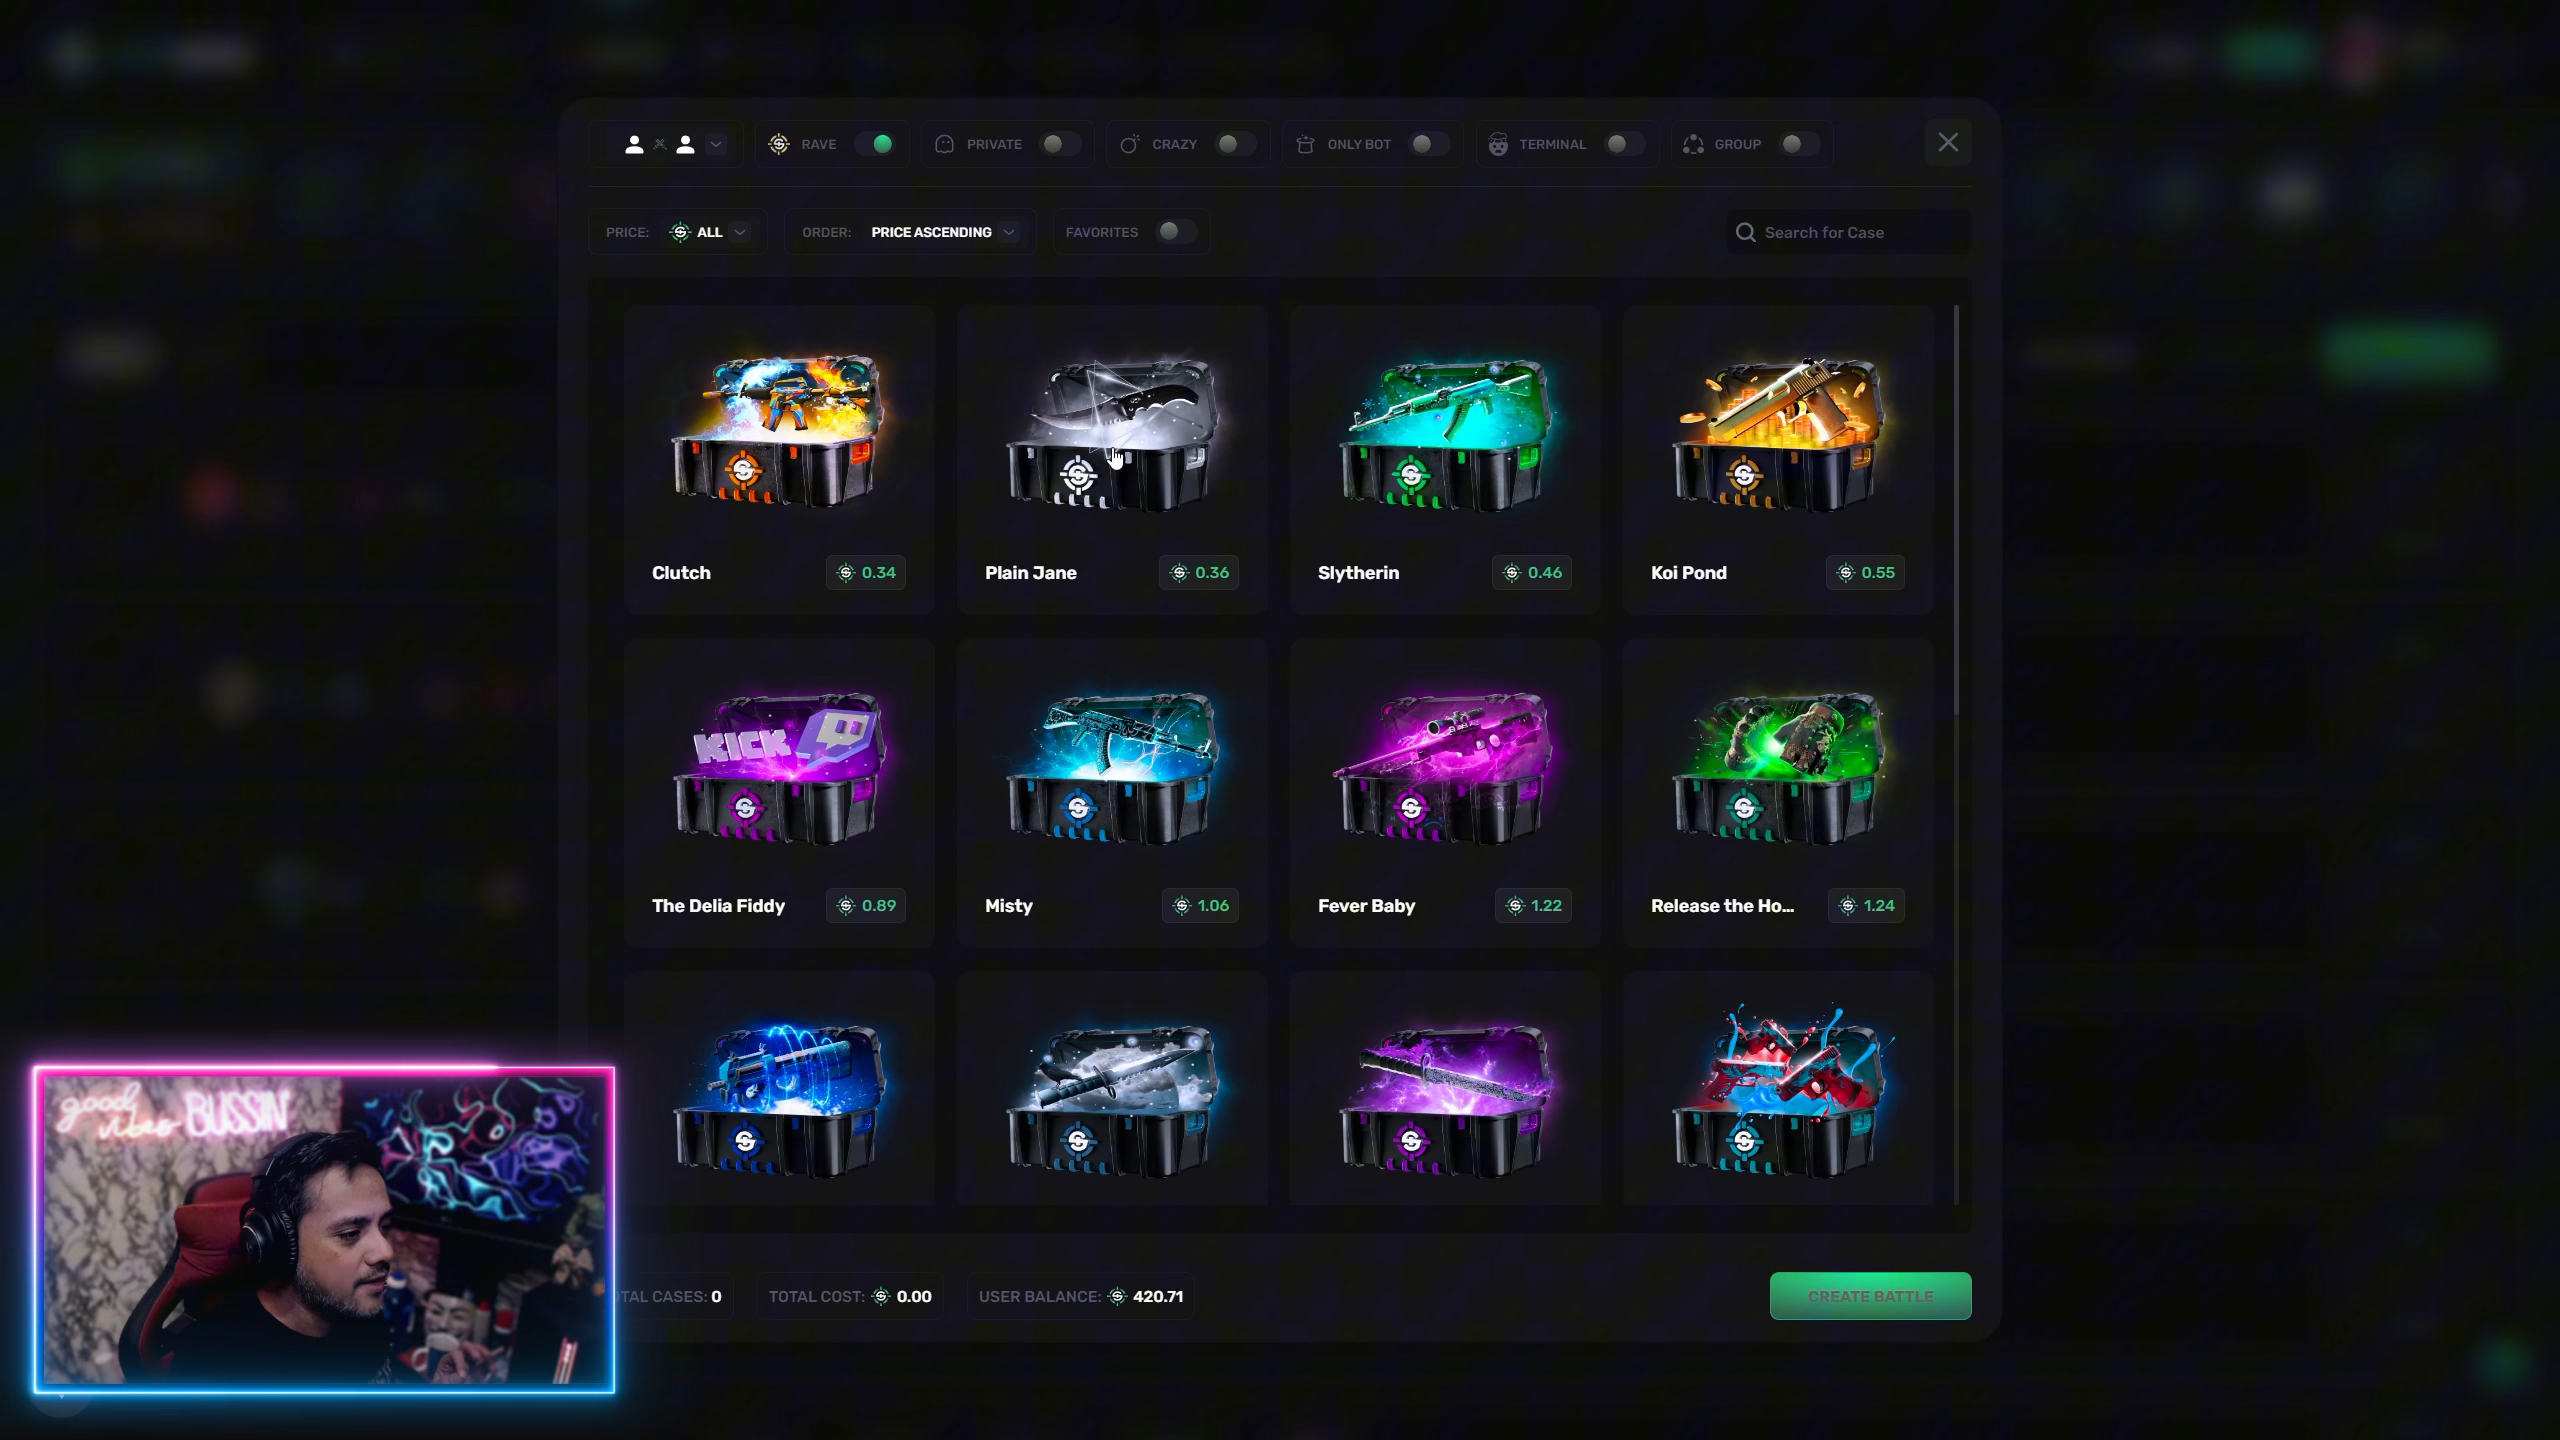 RAVE PRIVATE CRAZY ONLY BOT TERMINAL GROUP
PRICE: ALL ORDER: PRICE ASCENDING FAVORITES Search for Case
Clutch 0.34 Plain Jane 0.36 Slytherin 0.46 Koi Pond 0.55
KICK
The Delia Fiddy 0.89 Misty 1.06 Fever Baby 1.22 Release the Ho... 1.24
good vibes BUSSIN
OTAL CASES: 0 TOTAL COST: 0.00 USER BALANCE: 420.71 CREATE BATTLE